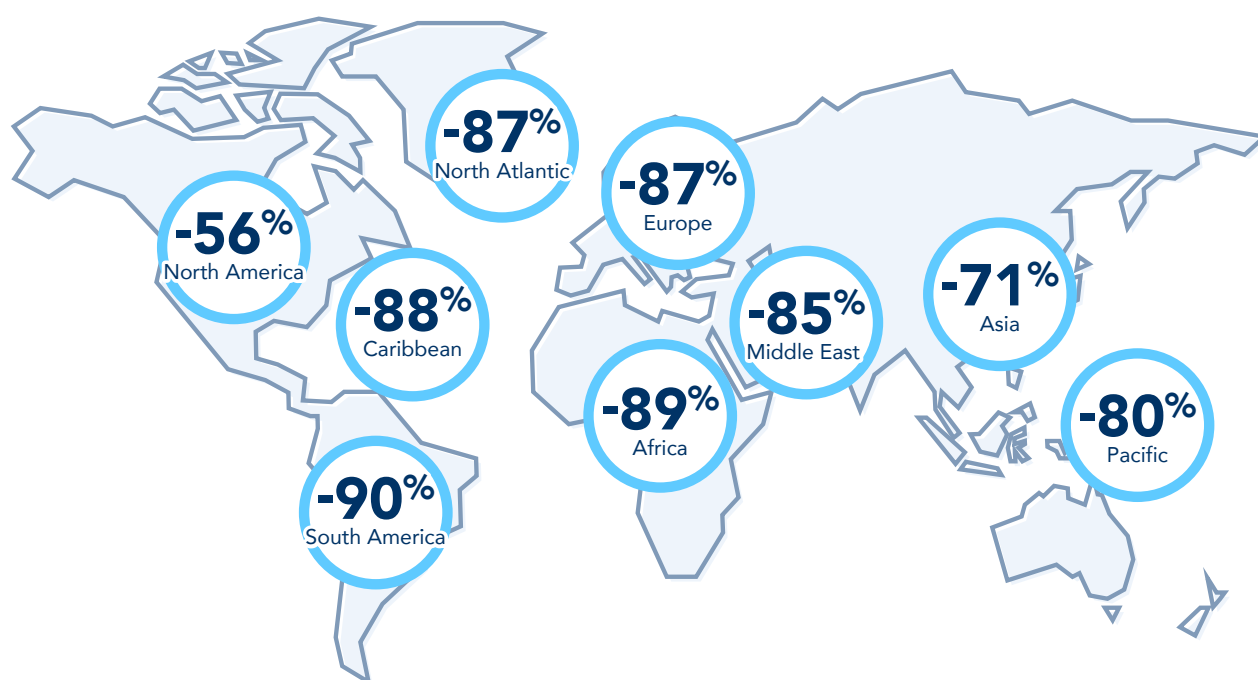 -87%
North Atlantic
-87%
Europe
-56%
North America
-88%
Caribbean
-85%
Middle East
-71%
Asia
-89%
Africa
-80%
Pacific
-90%
South America